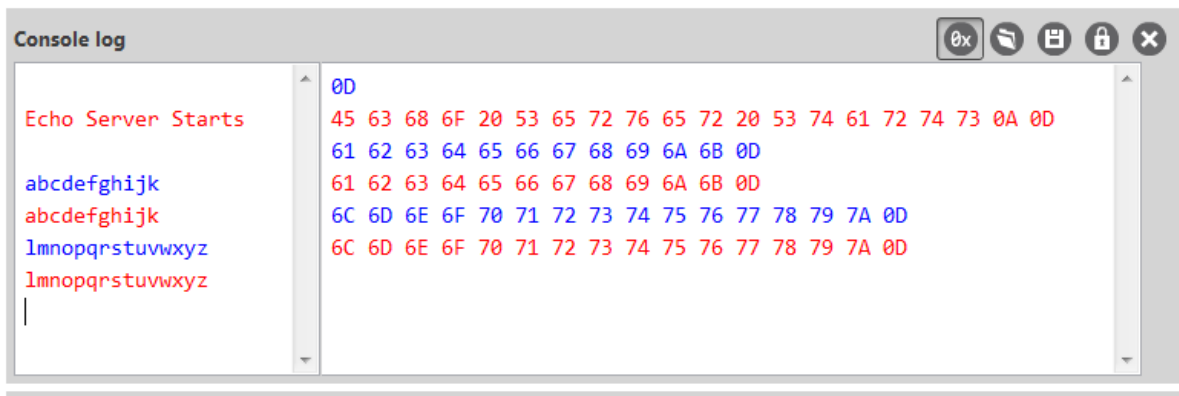 Console log
0x
Echo Server Starts
abcdefghijk
abcdefghijk
lmnopqrstuvwxyz
lmnopqrstuvwxyz
0D
45 63 68 6F 20 53 65 72 76 65 72 20 53 74 61 72 74 73 0A 0D
61 62 63 64 65 66 67 68 69 6A 6B 0D
61 62 63 64 65 66 67 68 69 6A 6B 0D
6C 6D 6E 6F 70 71 72 73 74 75 76 77 78 79 7A 0D
6C 6D 6E 6F 70 71 72 73 74 75 76 77 78 79 7A 0D